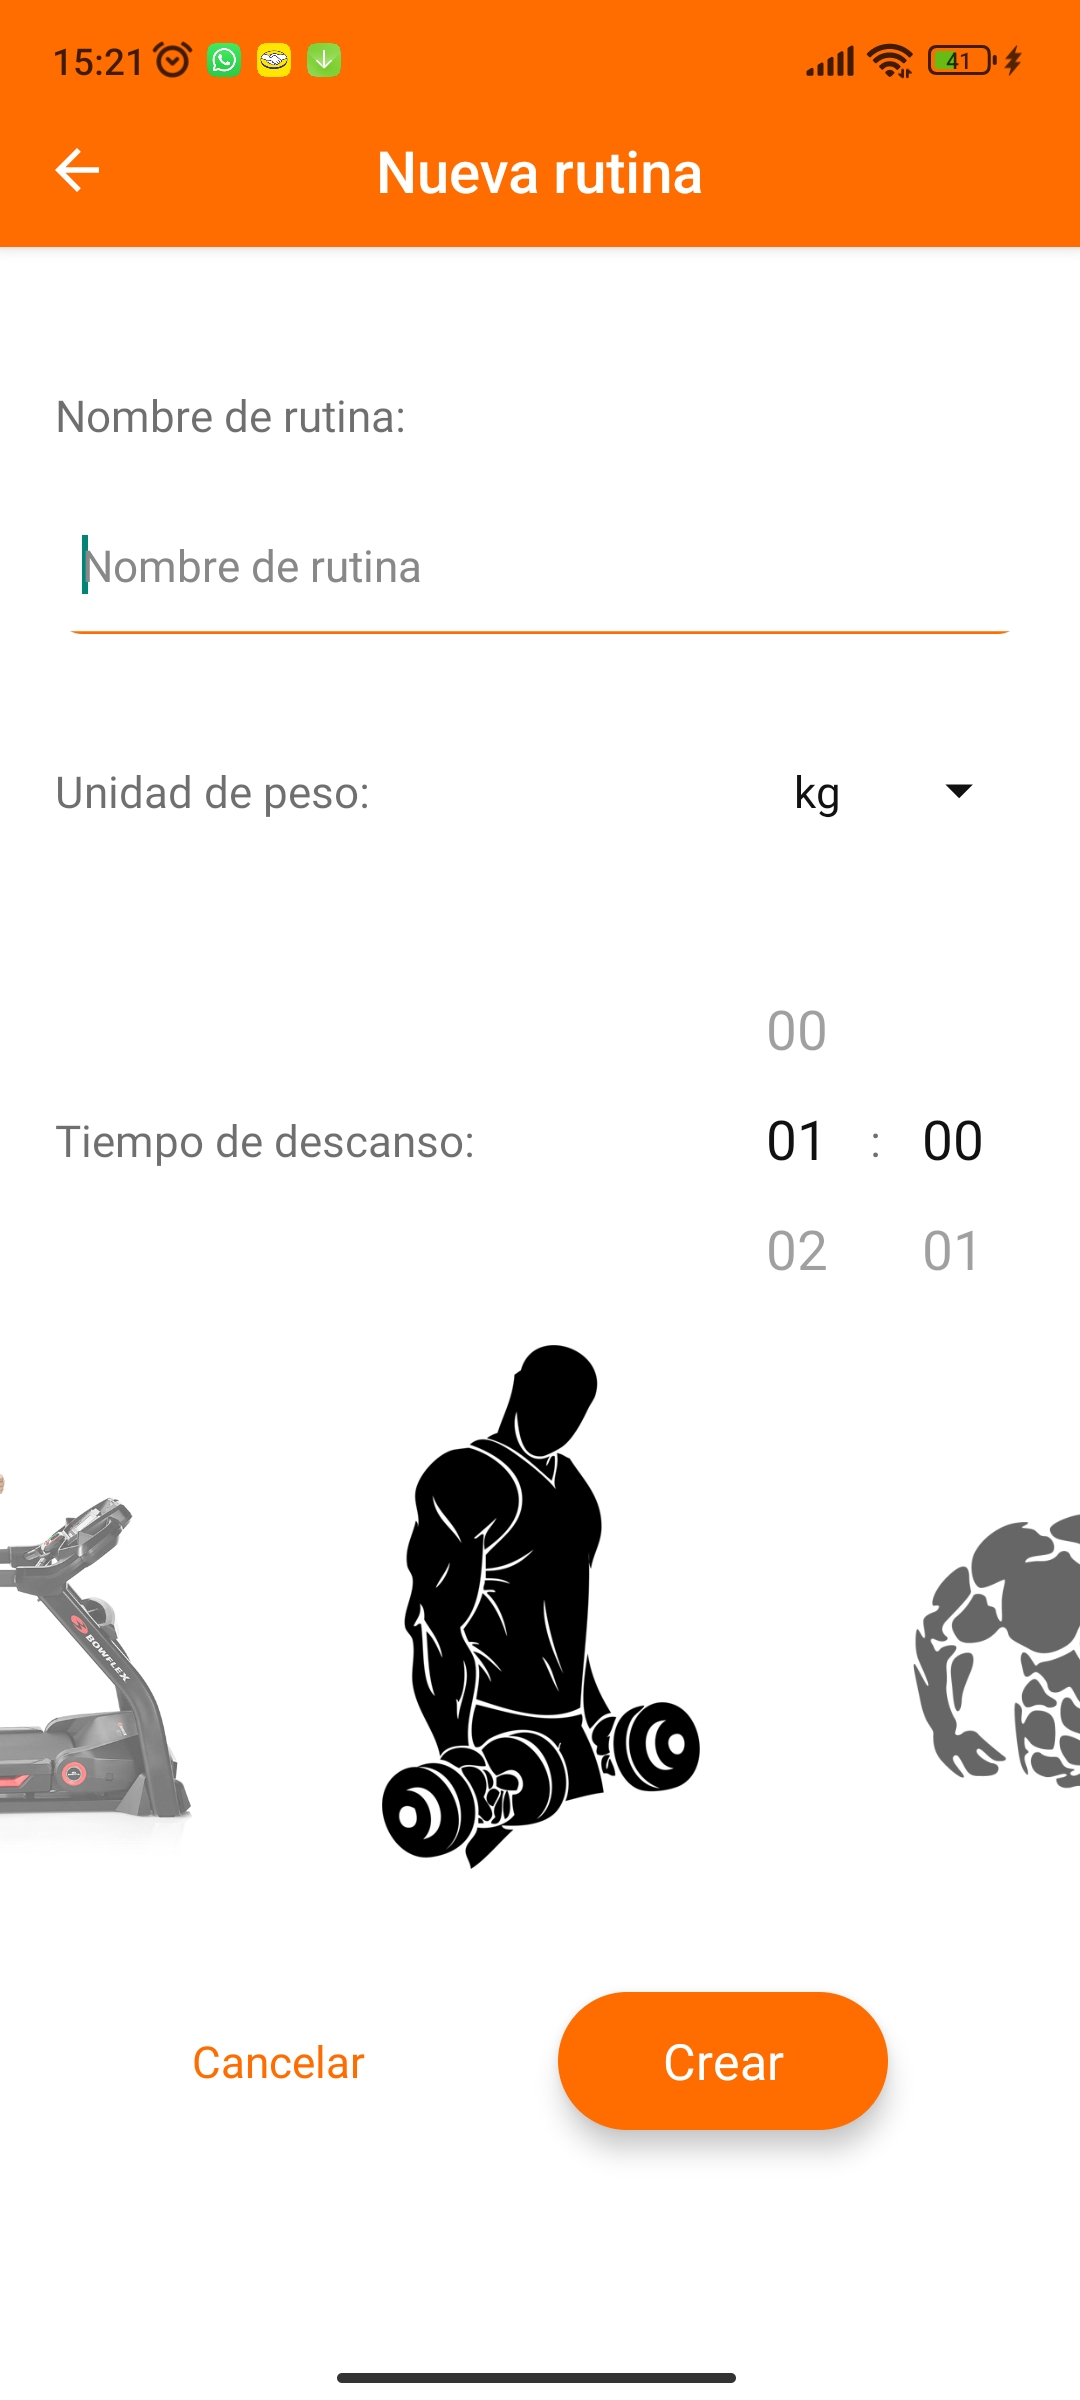 15:21
41
Nueva rutina
Nombre de rutina:
Nombre de rutina
Unidad de peso: kg
00
Tiempo de descanso: 01 : 00
02 01
BOWFLEX
Cancelar Crear